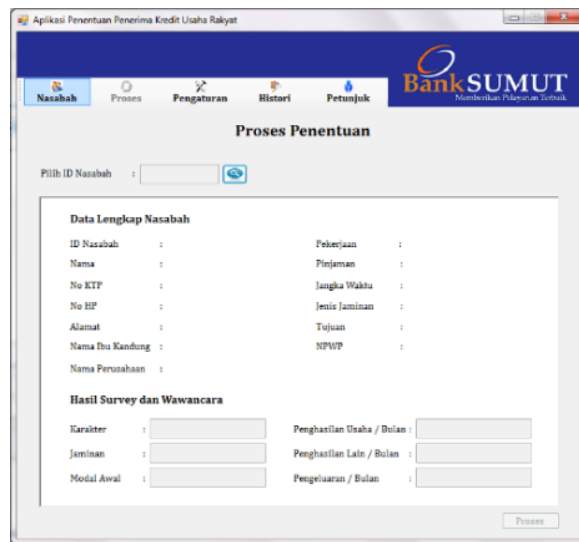 Aplikasi Penentuan Penerima Kredit Usaha Rakyat
Bank SUMUT
Memberikan Pelayanan Terbaik
Nasabah Proses Pengaturan Histori Petunjuk
Proses Penentuan
Pilih ID Nasabah :
Data Lengkap Nasabah
ID Nasabah : Pekerjaan :
Nama : Pinjaman :
No KTP : Jangka Waktu :
No HP : Jenis Jaminan :
Alamat : Tujuan :
Nama Ibu Kandung : NPWP :
Nama Perusahaan :
Hasil Survey dan Wawancara
Karakter : Penghasilan Usaha / Bulan :
Jaminan : Penghasilan Lain / Bulan :
Modal Awal : Pengeluaran / Bulan :
Proses